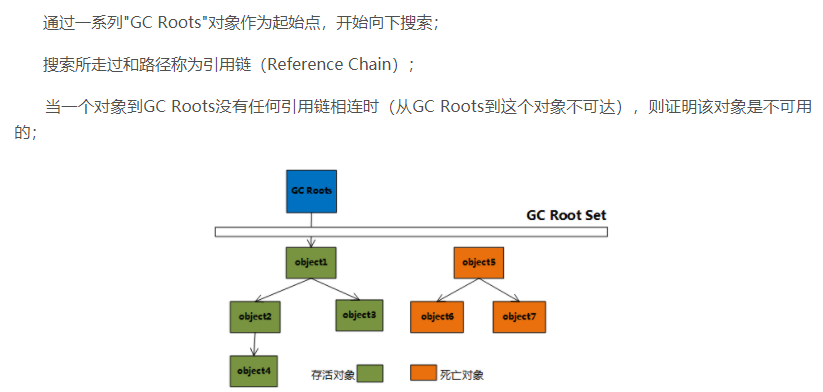 通过一系列"GC Roots"对象作为起始点，开始向下搜索；
搜索所走过和路径称为引用链（Reference Chain）；
当一个对象到GC Roots没有任何引用链相连时（从GC Roots到这个对象不可达），则证明该对象是不可用
的；
GC Roots
GC Root Set
object1
object5
object2
object3
object6
object7
object4
存活对象
死亡对象